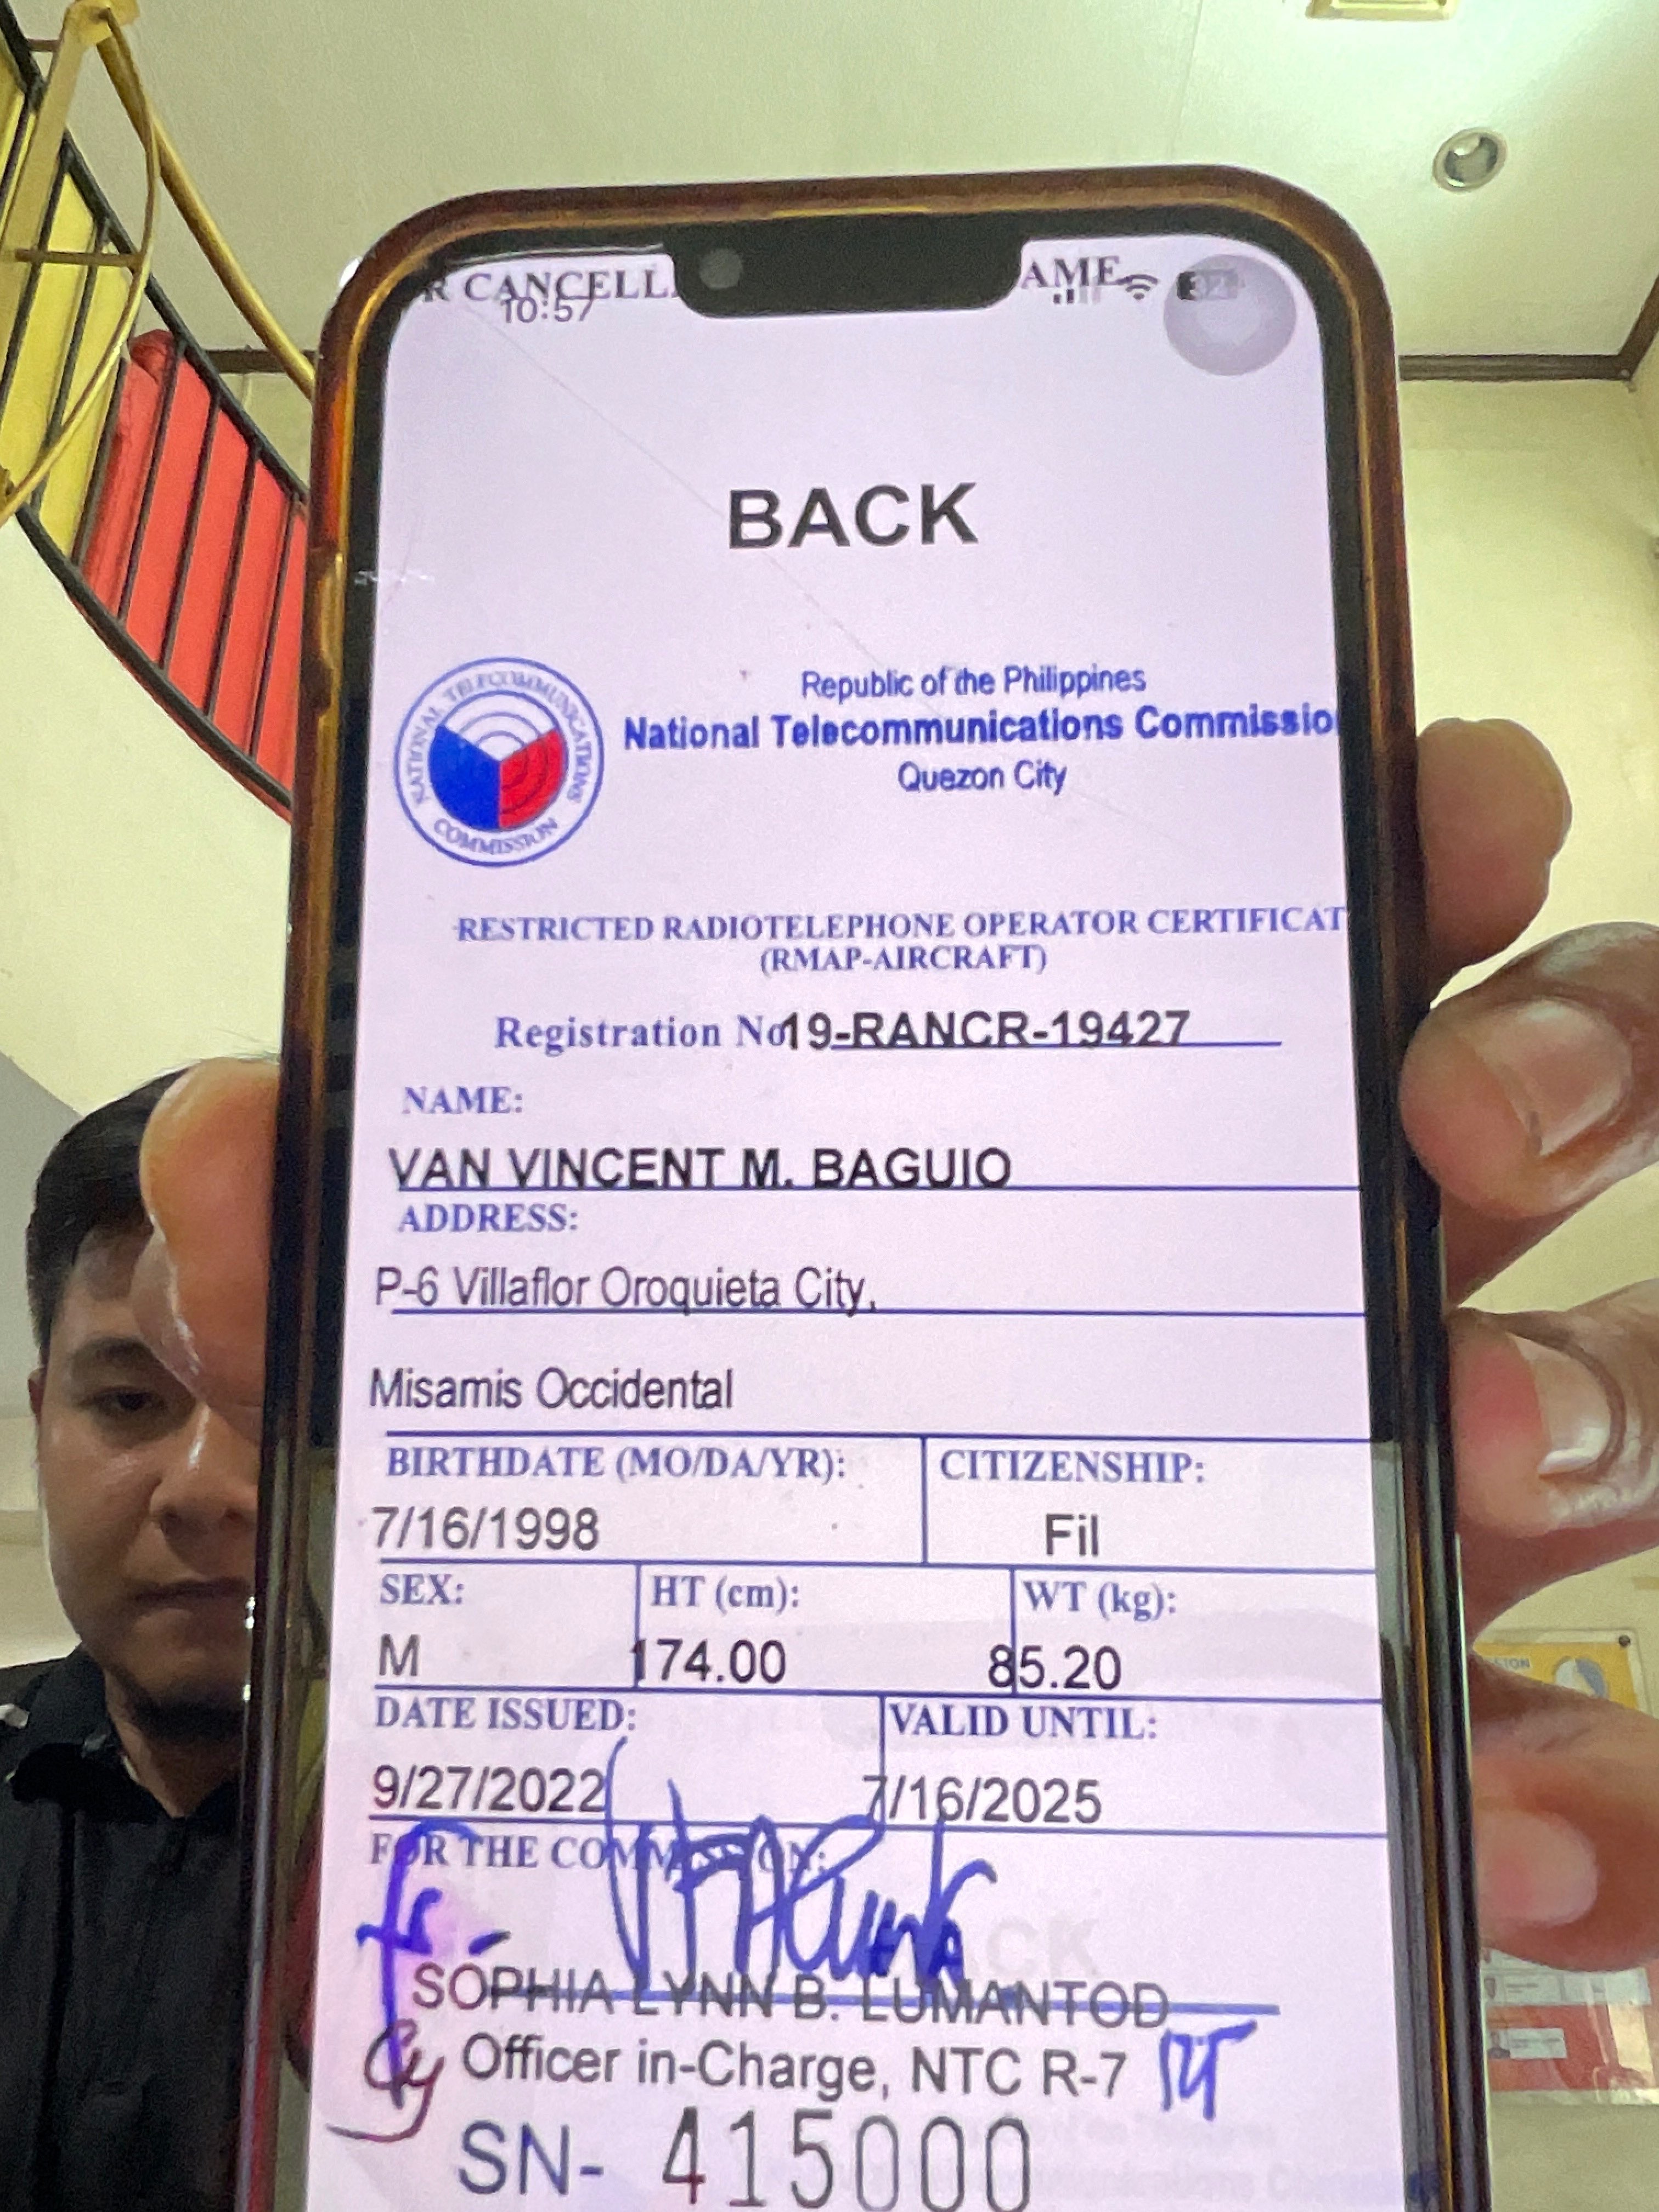 R CANCELL AME
10:57
92
BACK
NATIONAL TELECOMMUNICATIONS COMMISSION
Republic of the Philippines
National Telecommunications Commissio
Quezon City
RESTRICTED RADIOTELEPHONE OPERATOR CERTIFICAT
(RMAP-AIRCRAFT)
Registration No 19-RANCR-19427
NAME:
VAN VINCENT M. BAGUIO
ADDRESS:
P-6 Villaflor Oroquieta City,
Misamis Occidental
BIRTHDATE (MO/DA/YR): CITIZENSHIP:
7/16/1998 Fil
SEX: HT (cm): WT (kg):
M 174.00 85.20
DATE ISSUED: VALID UNTIL:
9/27/2022 7/16/2025
FOR THE COMMISSION:
SOPHIA LYNN B. LUMANTOD
Officer in-Charge, NTC R-7
SN- 415000